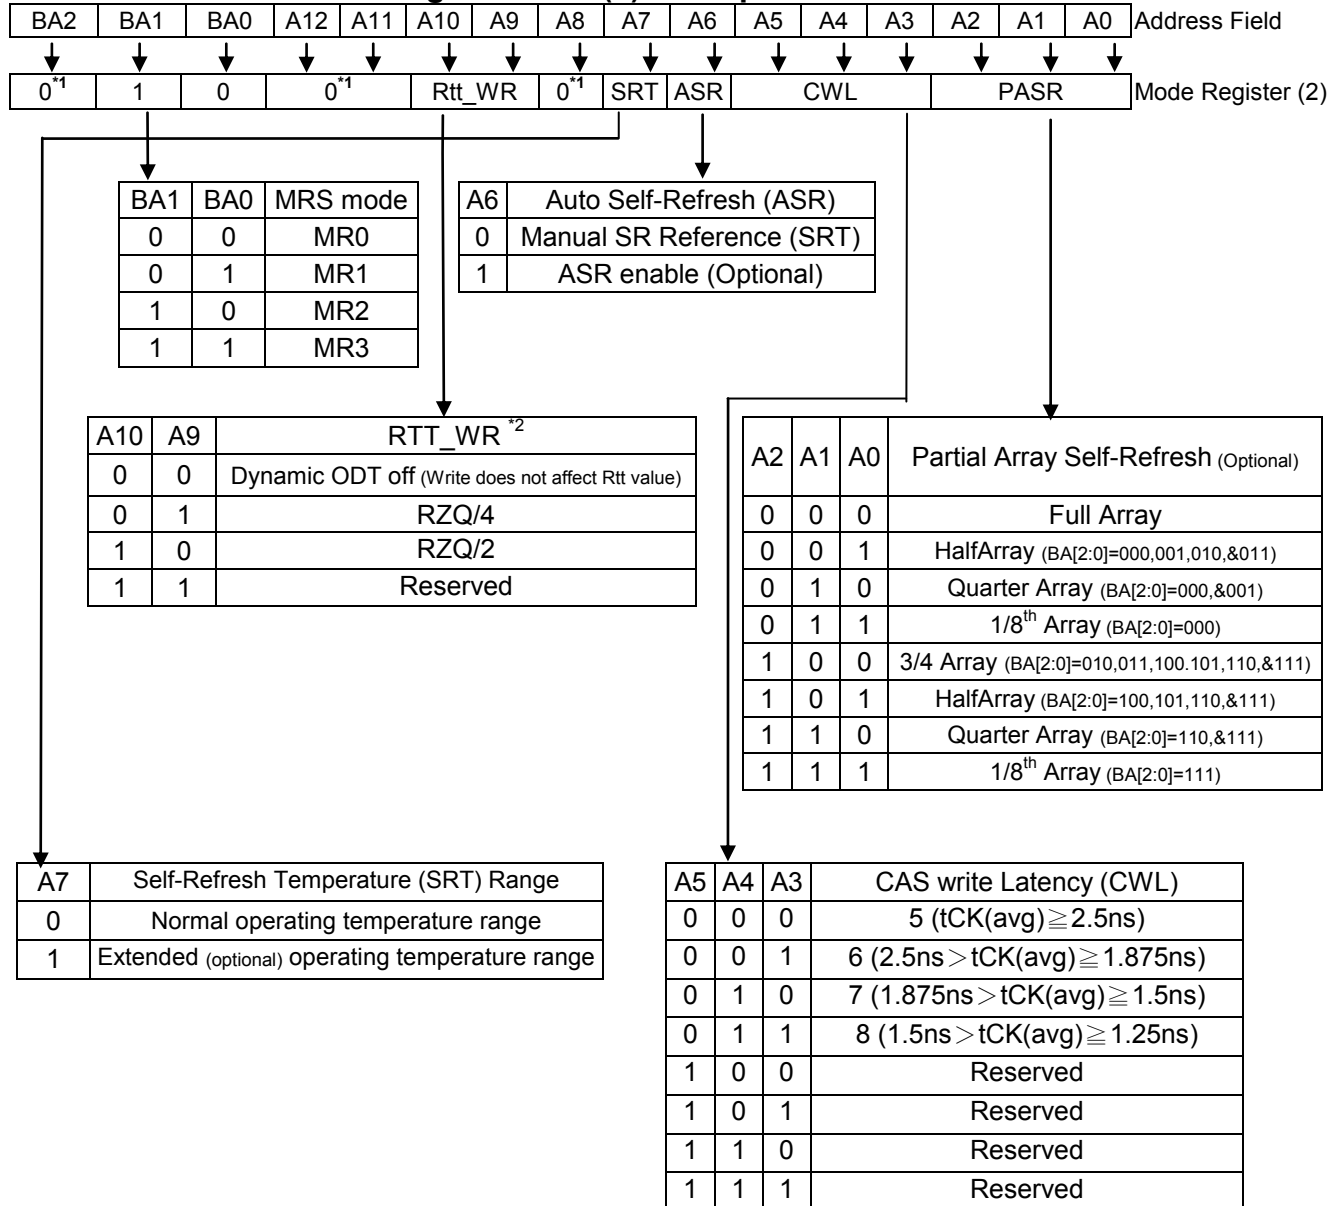 BA2 BA1 BA0 A12 A11 A10 A9 A8 A7 A6 A5 A4 A3 A2 A1 A0 Address Field
0*1 1 0 0*1 Rtt_WR 0*1 SRT ASR CWL PASR Mode Register (2)
BA1 BA0 MRS mode
0 0 MR0
0 1 MR1
1 0 MR2
1 1 MR3
A6 Auto Self-Refresh (ASR)
0 Manual SR Reference (SRT)
1 ASR enable (Optional)
A10 A9 RTT_WR *2
0 0 Dynamic ODT off (Write does not affect Rtt value)
0 1 RZQ/4
1 0 RZQ/2
1 1 Reserved
A2 A1 A0 Partial Array Self-Refresh (Optional)
0 0 0 Full Array
0 0 1 HalfArray (BA[2:0]=000,001,010,&011)
0 1 0 Quarter Array (BA[2:0]=000,&001)
0 1 1 1/8th Array (BA[2:0]=000)
1 0 0 3/4 Array (BA[2:0]=010,011,100.101,110,&111)
1 0 1 HalfArray (BA[2:0]=100,101,110,&111)
1 1 0 Quarter Array (BA[2:0]=110,&111)
1 1 1 1/8th Array (BA[2:0]=111)
A7 Self-Refresh Temperature (SRT) Range
0 Normal operating temperature range
1 Extended (optional) operating temperature range
A5 A4 A3 CAS write Latency (CWL)
0 0 0 5 (tCK(avg)≧2.5ns)
0 0 1 6 (2.5ns＞tCK(avg)≧1.875ns)
0 1 0 7 (1.875ns＞tCK(avg)≧1.5ns)
0 1 1 8 (1.5ns＞tCK(avg)≧1.25ns)
1 0 0 Reserved
1 0 1 Reserved
1 1 0 Reserved
1 1 1 Reserved